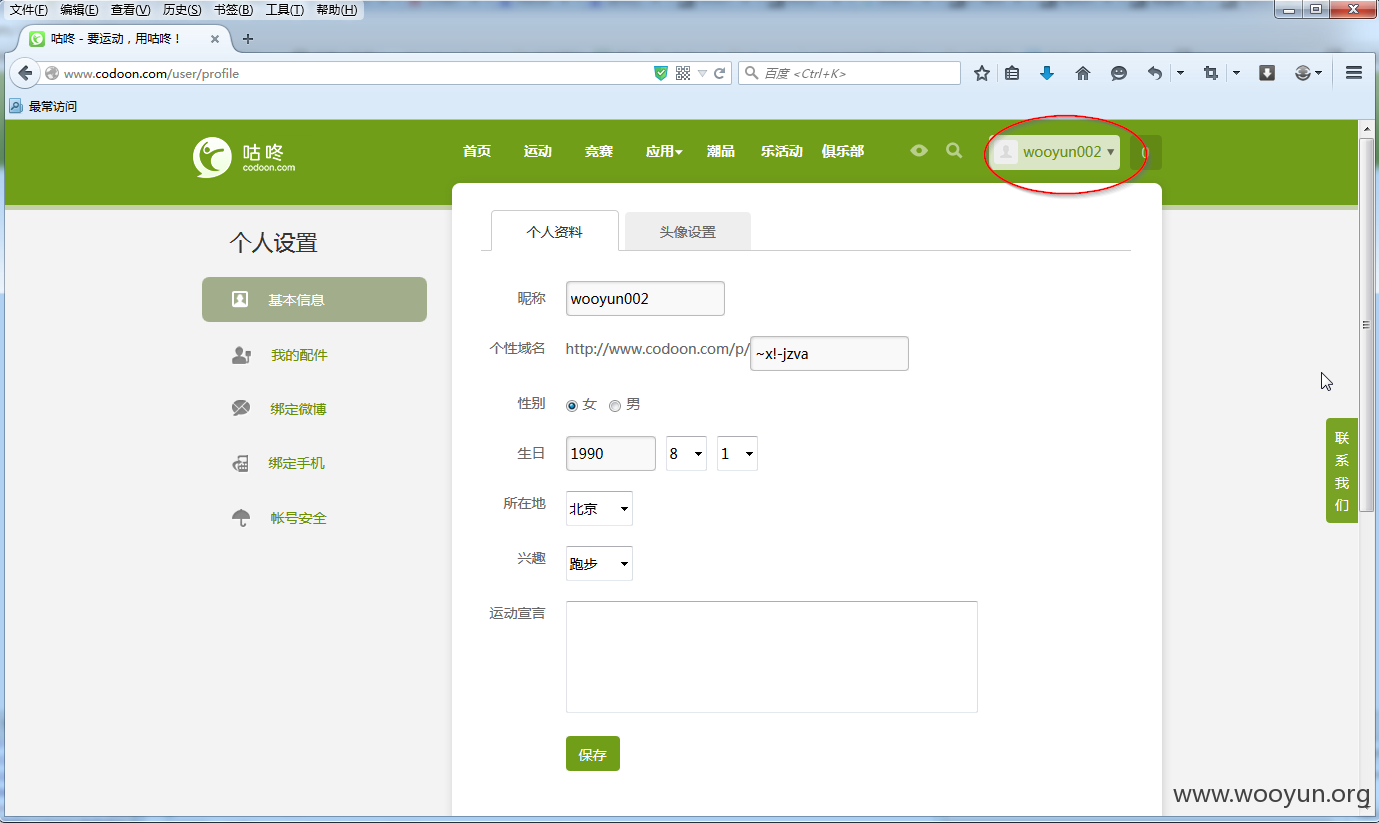 文件(F) 编辑(E) 查看(V) 历史(S) 书签(B) 工具(T) 帮助(H)
咕咚 - 要运动，用咕咚！
www.codoon.com/user/profile
百度 <Ctrl+K>
最常访问
咕咚
codoon.com
首页 运动 竞赛 应用 潮品 乐活动 俱乐部
wooyun002
0
个人设置
基本信息
我的配件
绑定微博
绑定手机
帐号安全
个人资料 头像设置
昵称 wooyun002
个性域名 http://www.codoon.com/p/ ~x!-jzva
性别 女 男
生日 1990 8 1
所在地 北京
兴趣 跑步
运动宣言
保存
联系我们
www.wooyun.org